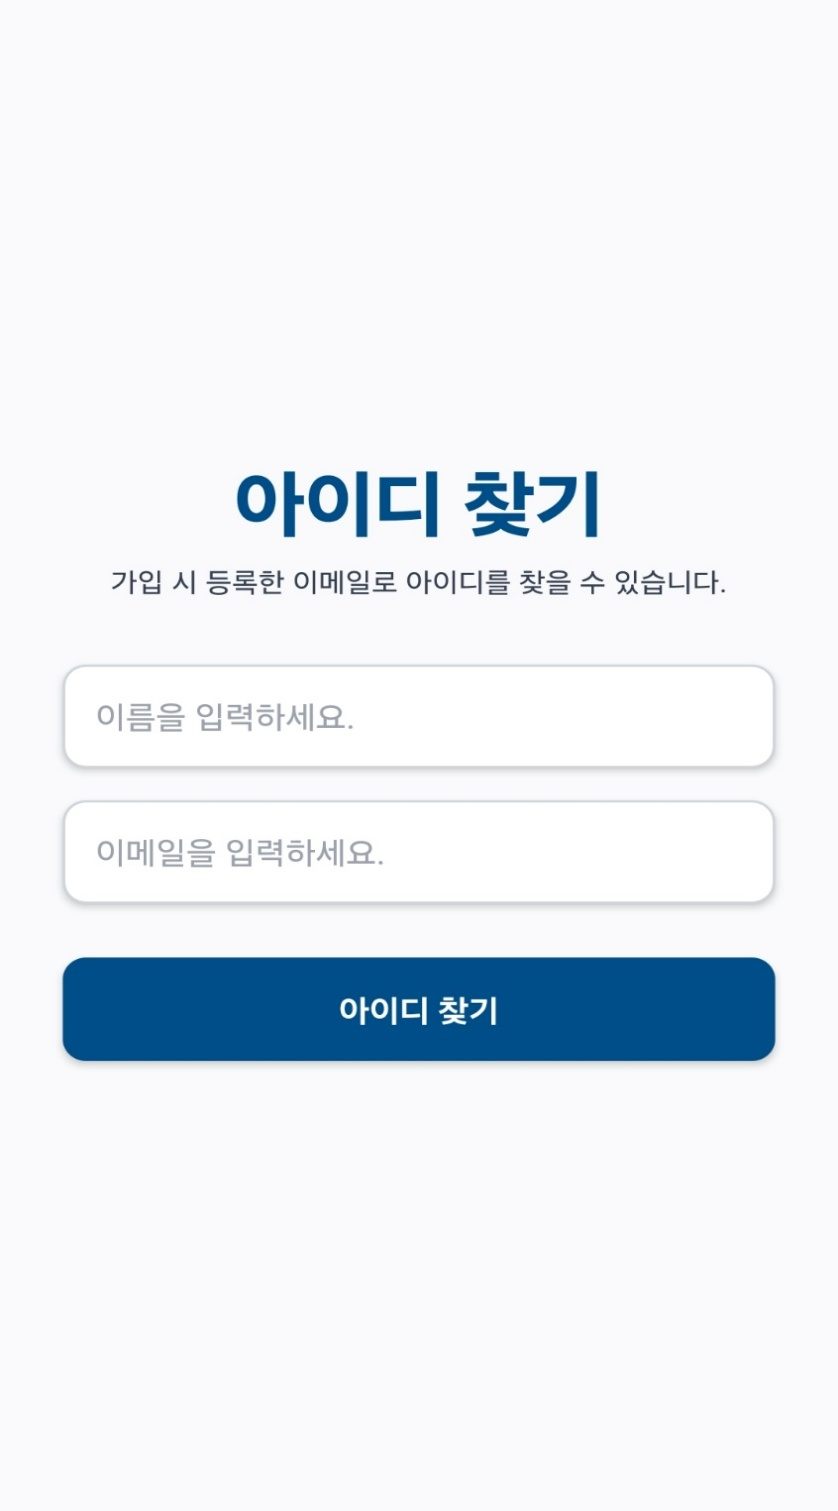 아이디 찾기
가입 시 등록한 이메일로 아이디를 찾을 수 있습니다.
이름을 입력하세요.
이메일을 입력하세요.
아이디 찾기